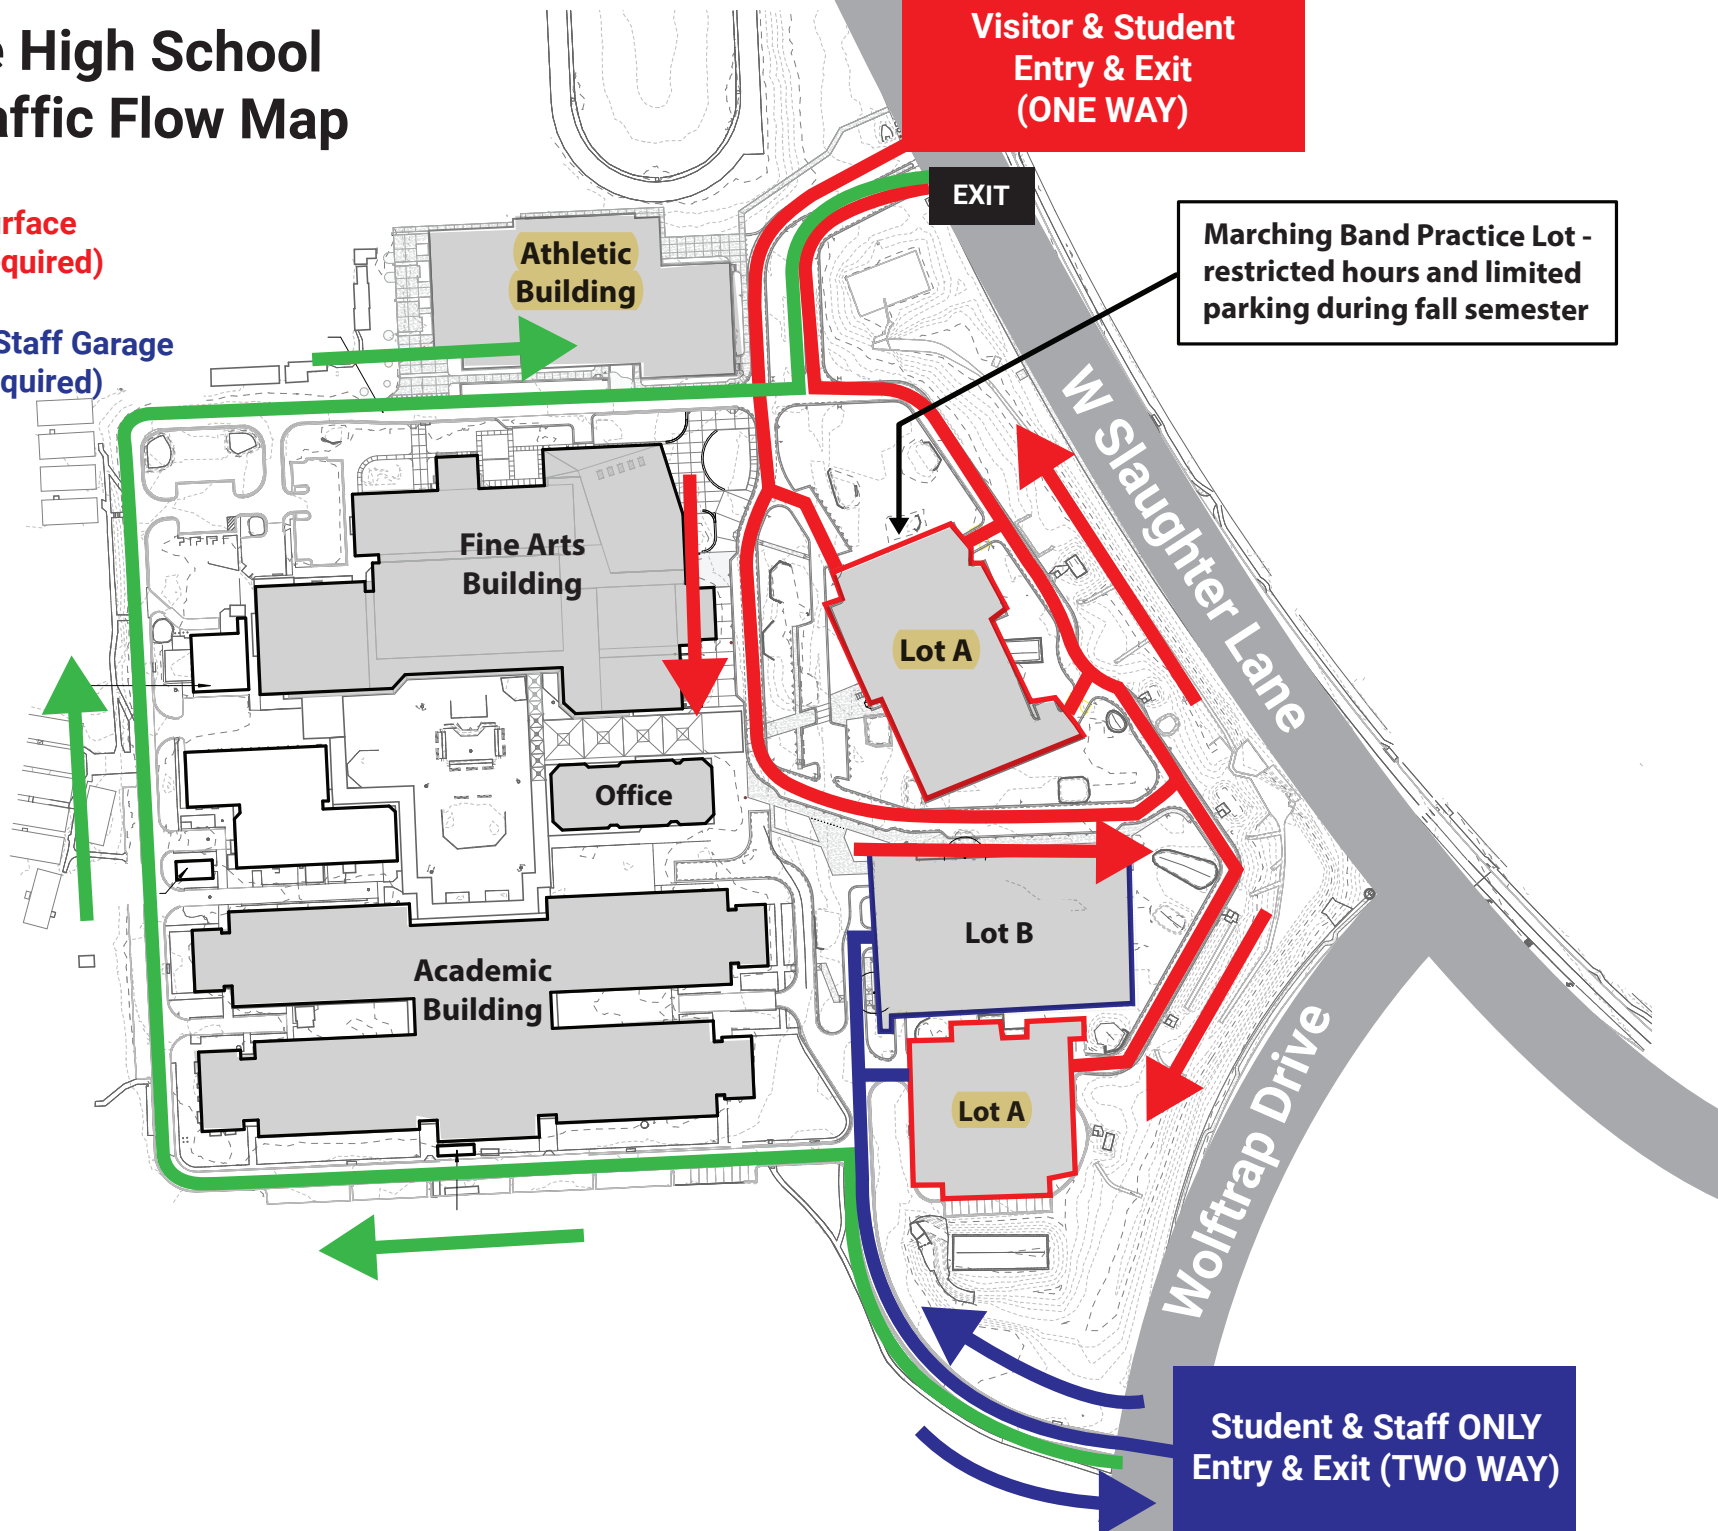 e High School
affic Flow Map
Visitor & Student
Entry & Exit
(ONE WAY)
EXIT
urface
quired)
Staff Garage
quired)
Marching Band Practice Lot -
restricted hours and limited
parking during fall semester
Athletic
Building
W Slaughter Lane
Fine Arts
Building
Lot A
Office
Lot B
Academic
Building
Lot A
Wolftrap Drive
Student & Staff ONLY
Entry & Exit (TWO WAY)